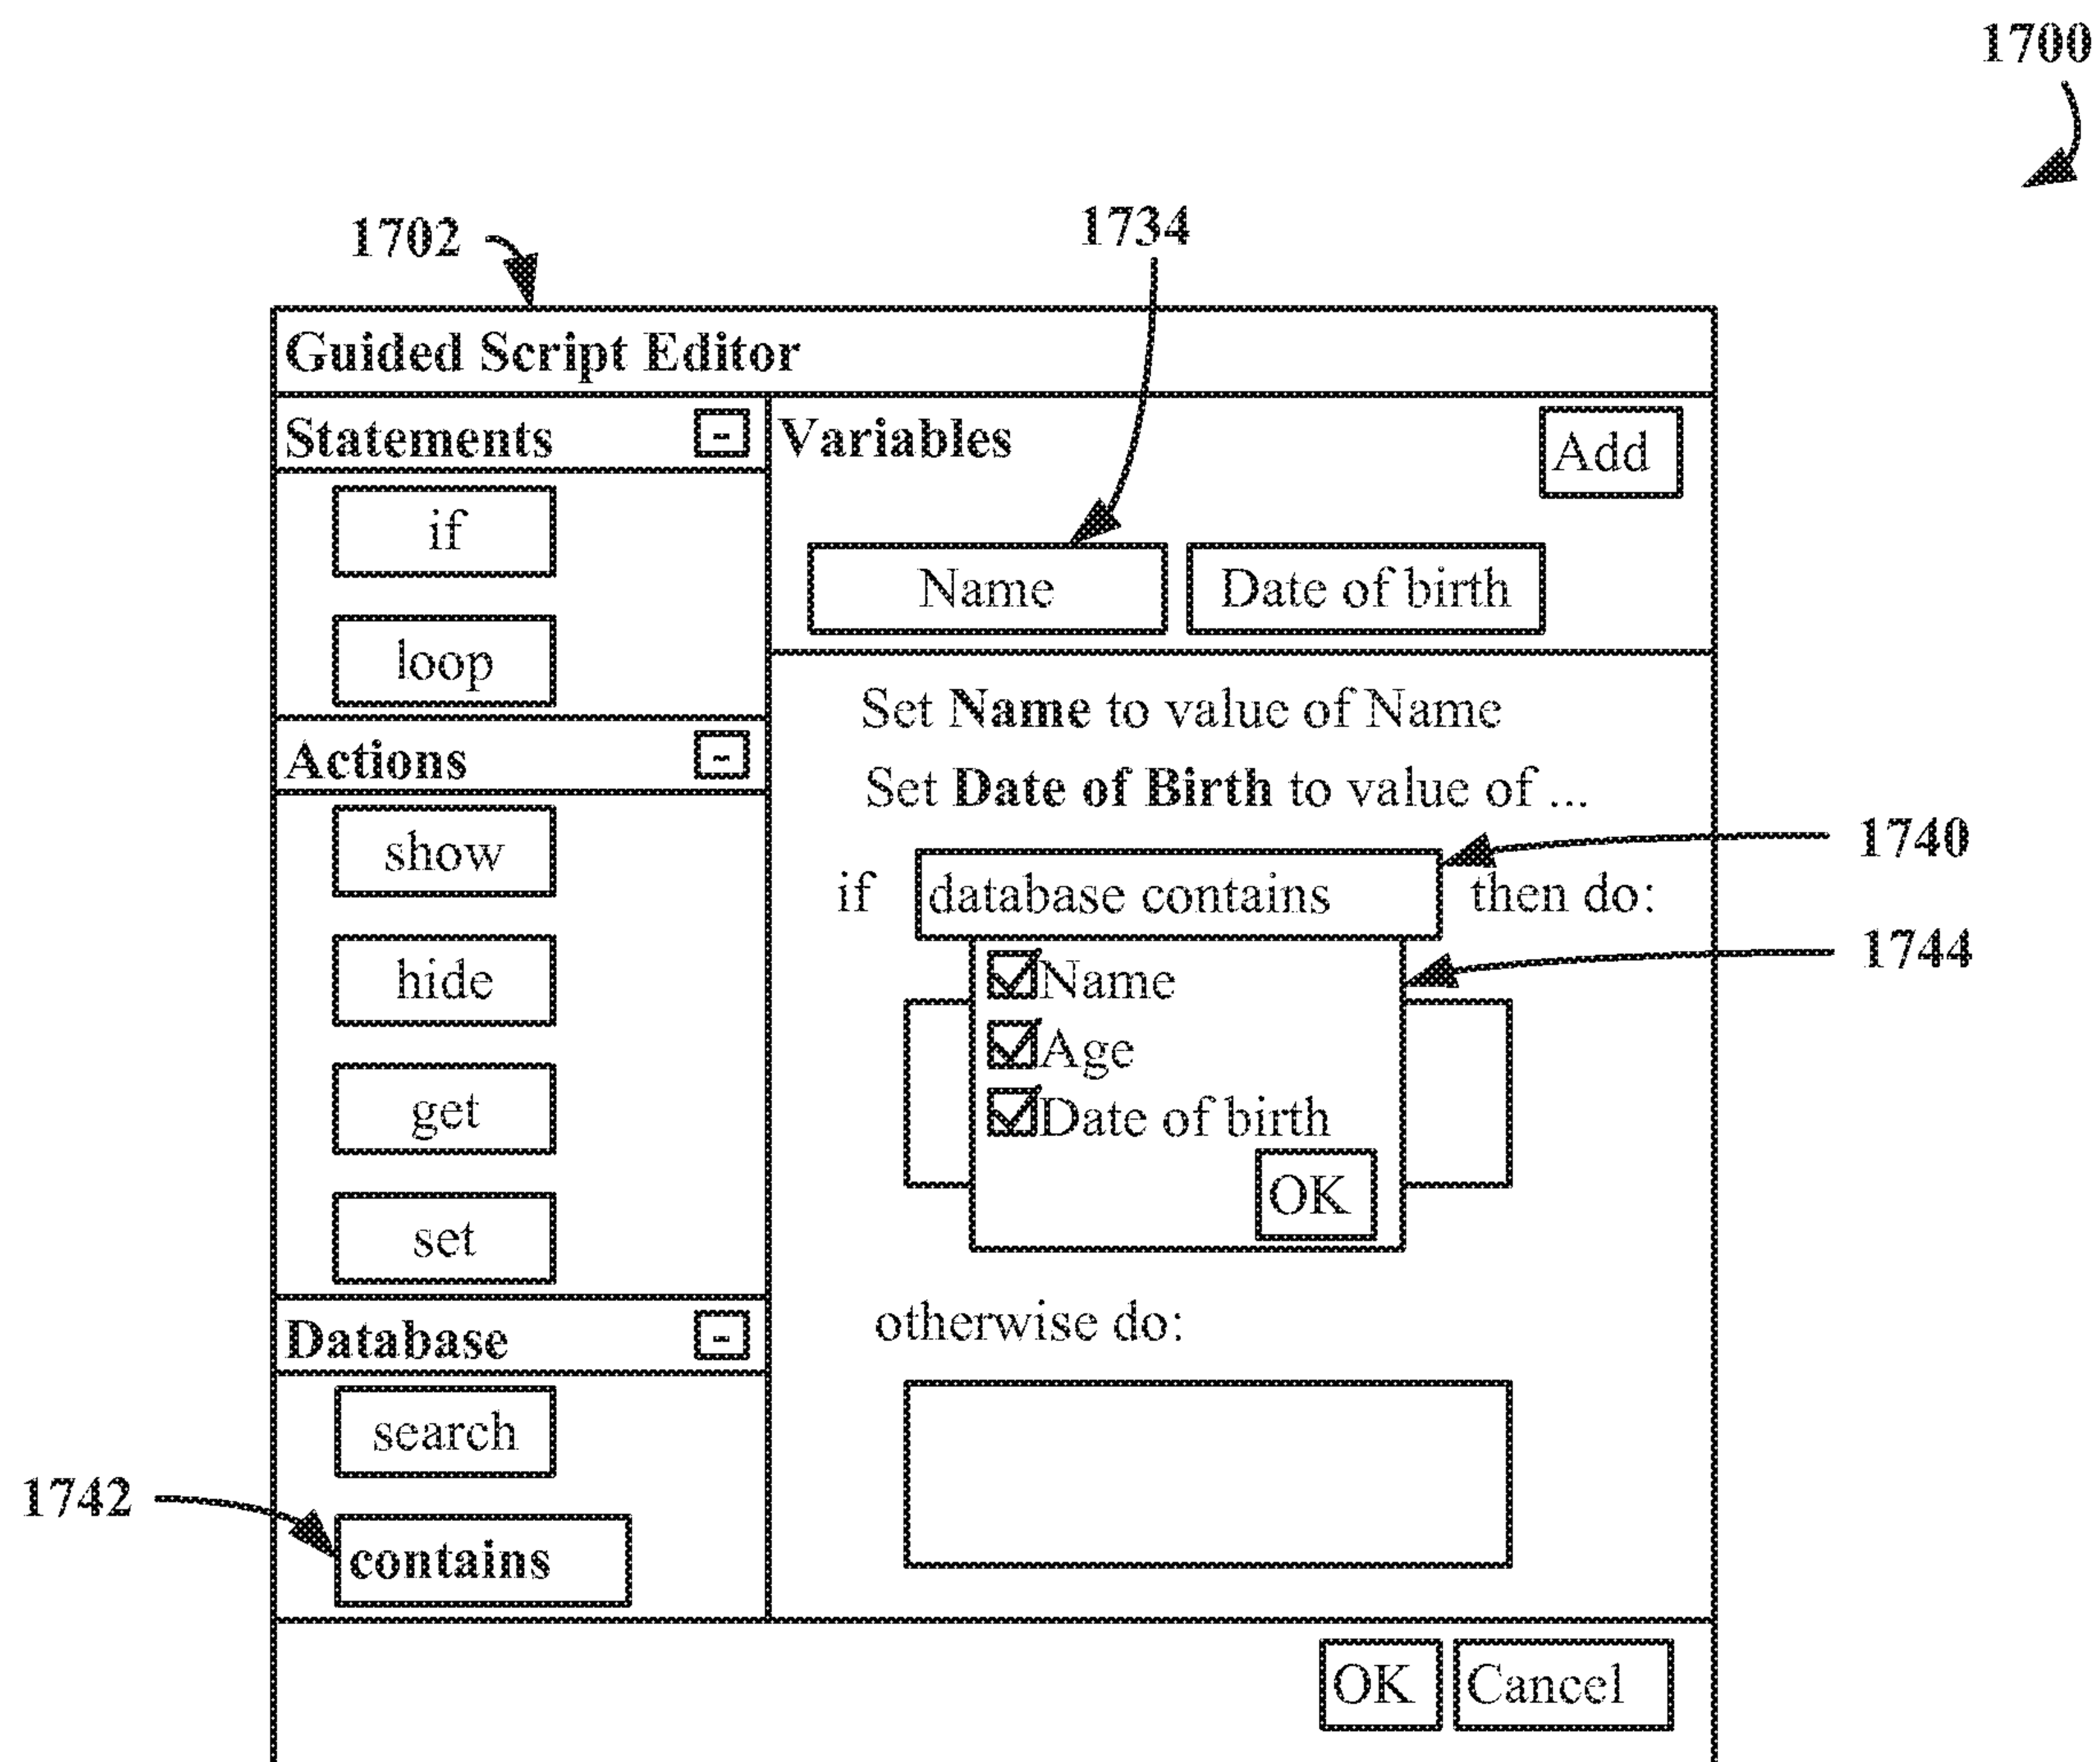 1700
1702
1734
Guided Script Editor
Statements -
if
loop
Actions -
show
hide
get
set
Database -
search
1742
contains
Variables
Add
Name Date of birth
Set Name to value of Name
Set Date of Birth to value of ...
if database contains then do:
1740
1744
Name
Age
Date of birth
OK
otherwise do:
OK Cancel